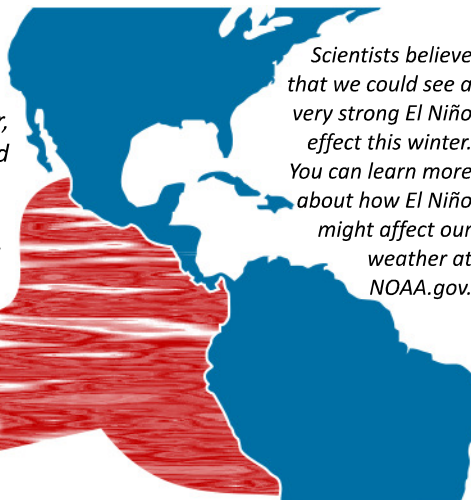 Scientists believe
that we could see a
very strong El Niño
effect this winter.
You can learn more
about how El Niño
might affect our
weather at
NOAA.gov.